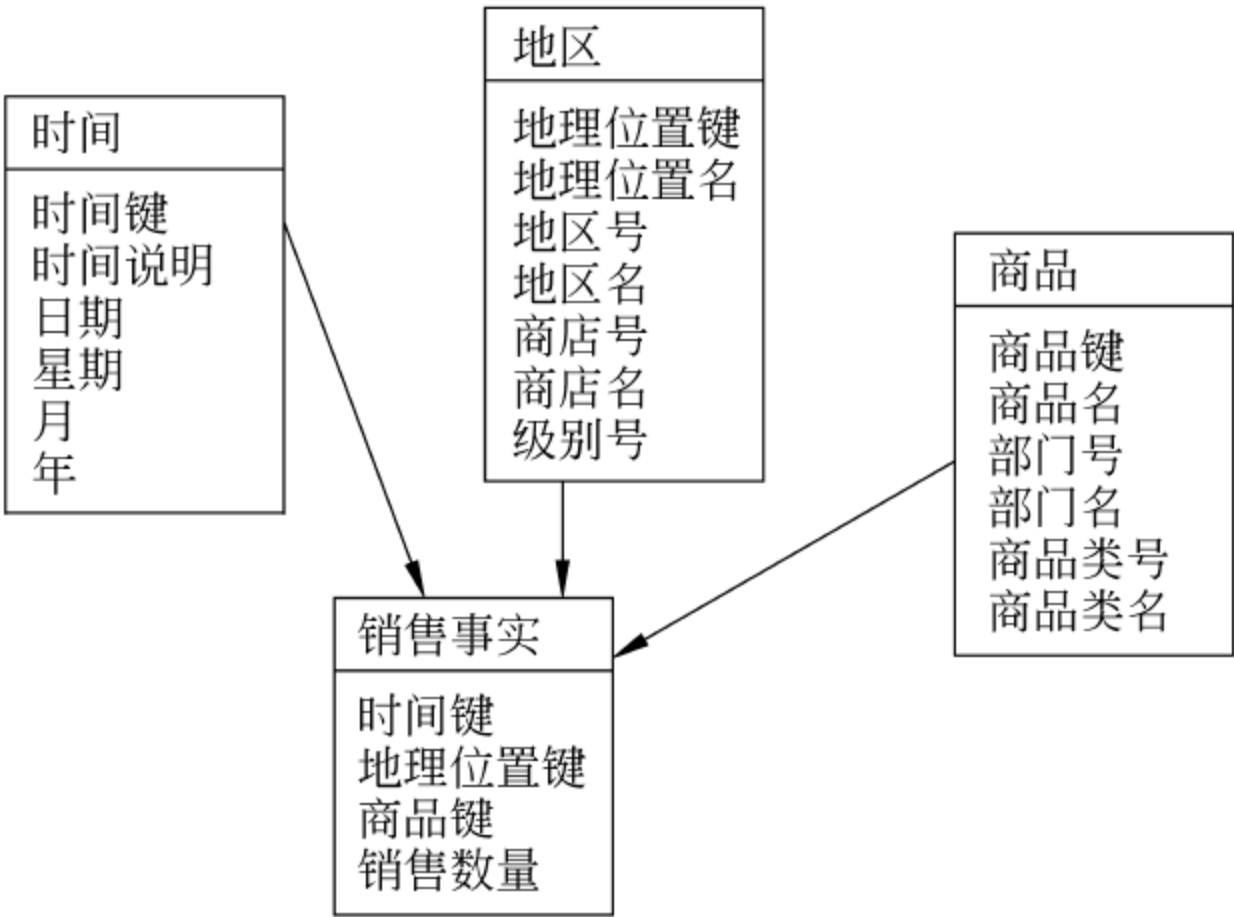 时间
时间键
时间说明
日期
星期
月
年
地区
地理位置键
地理位置名
地区号
地区名
商店号
商店名
级别号
商品
商品键
商品名
部门号
部门名
商品类号
商品类名
销售事实
时间键
地理位置键
商品键
销售数量